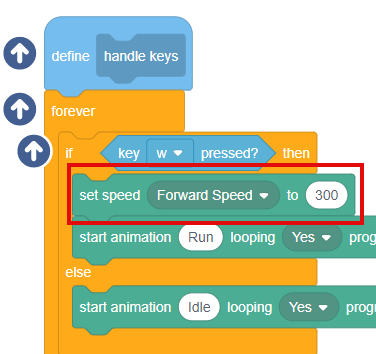 define handle keys
forever
if key w pressed? then
set speed Forward Speed to 300
start animation Run looping Yes prog
else
start animation Idle looping Yes prog